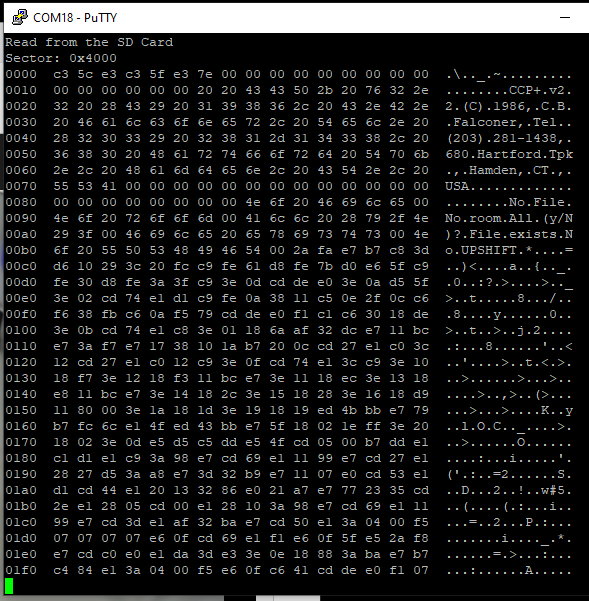 COM18 - PuTTY
Read from the SD Card
Sector: 0x4000
0000 c3 5c e3 c3 5f e3 7e 00 00 00 00 00 00 00 00 00 .\.._.~.........
0010 00 00 00 00 00 00 20 20 43 43 50 2b 20 76 32 2e ........CCP+.v2.
0020 32 20 28 43 29 20 31 39 38 36 2c 20 43 2e 42 2e 2.(C).1986,.C.B.
0030 20 46 61 6c 63 6f 6e 65 72 2c 20 54 65 6c 2e 20 .Falconer,.Tel..
0040 28 32 30 33 29 20 32 38 31 2d 31 34 33 38 2c 20 (203).281-1438,.
0050 36 38 30 20 48 61 72 74 66 6f 72 64 20 54 70 6b 680.Hartford.Tpk
0060 2e 2c 20 48 61 6d 64 65 6e 2c 20 43 54 2e 2c 20 .,.Hamden,.CT.,.
0070 55 53 41 00 00 00 00 00 00 00 00 00 00 00 00 00 USA.............
0080 00 00 00 00 00 00 00 00 4e 6f 20 46 69 6c 65 00 ........No.File.
0090 4e 6f 20 72 6f 6f 6d 00 41 6c 6c 20 28 79 2f 4e No.room.All.(y/N
00a0 29 3f 00 46 69 6c 65 20 65 78 69 73 74 73 00 4e )?.File.exists.N
00b0 6f 20 55 50 53 48 49 46 54 00 2a fa e7 b7 c8 3d o.UPSHIFT.*....=
00c0 d6 10 29 3c 20 fc c9 fe 61 d8 fe 7b d0 e6 5f c9 ..)<....a..{.._.
00d0 fe 30 d8 fe 3a 3f c9 3e 0d cd de e0 3e 0a d5 5f .0..:?.>....>.._
00e0 3e 02 cd 74 e1 d1 c9 fe 0a 38 11 c5 0e 2f 0c c6 >..t.....8.../..
00f0 f6 38 fb c6 0a f5 79 cd de e0 f1 c1 c6 30 18 de .8....y......0..
0100 3e 0b cd 74 e1 c8 3e 01 18 6a af 32 dc e7 11 bc >..t..>..j.2....
0110 e7 3a f7 e7 17 38 10 1a b7 20 0c cd 27 e1 c0 3c .:...8......'..<
0120 12 cd 27 e1 c0 12 c9 3e 0f cd 74 e1 3c c9 3e 10 ..'....>..t.<.>.
0130 18 f7 3e 12 18 f3 11 bc e7 3e 11 18 ec 3e 13 18 ..>......>...>..
0140 e8 11 bc e7 3e 14 18 2c 3e 15 18 28 3e 16 18 d9 ....>..,>..(>...
0150 11 80 00 3e 1a 18 1d 3e 19 18 19 ed 4b bb e7 79 ...>...>....K..y
0160 b7 fc 6c e1 4f ed 43 bb e7 5f 18 02 1e ff 3e 20 ..l.O.C.._....>.
0170 18 02 3e 0d e5 d5 c5 dd e5 4f cd 05 00 b7 dd e1 ..>......O......
0180 c1 d1 e1 c9 3a 98 e7 cd 69 e1 11 99 e7 cd 27 e1 ....:...i.....'.
0190 28 27 d5 3a a8 e7 3d 32 b9 e7 11 07 e0 cd 53 e1 ('.:..=2......S.
01a0 d1 cd 44 e1 20 13 32 86 e0 21 a7 e7 77 23 35 cd ..D...2..!..w#5.
01b0 2e e1 28 05 cd 00 e1 28 10 3a 98 e7 cd 69 e1 11 ..(....(.:...i..
01c0 99 e7 cd 3d e1 af 32 ba e7 cd 50 e1 3a 04 00 f5 ...=..2...P.:...
01d0 07 07 07 07 e6 0f cd 69 e1 f1 e6 0f 5f e5 2a f8 .......i...._.*.
01e0 e7 cd c0 e0 e1 da 3d e3 3e 0e 18 88 3a ba e7 b7 ......=.>...:...
01f0 c4 84 e1 3a 04 00 f5 e6 0f c6 41 cd de e0 f1 07 ...:......A.....